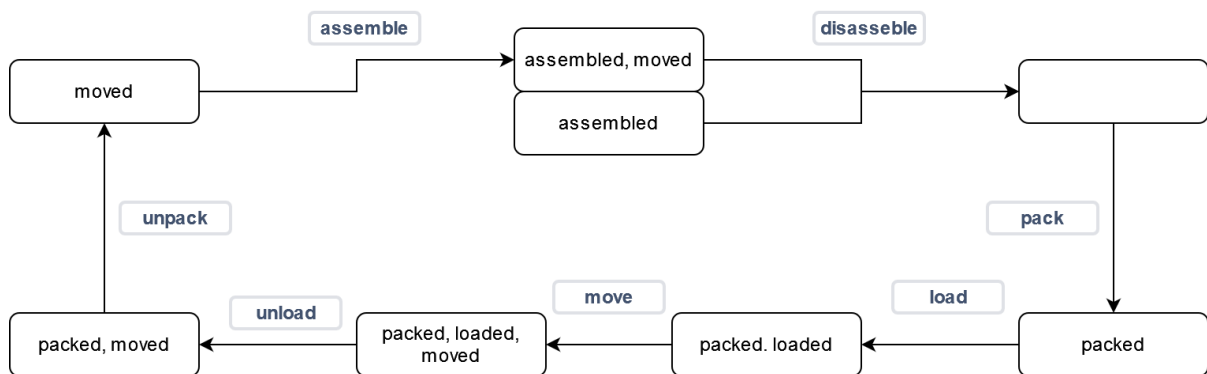 assemble
disasseble
assembled, moved
moved
assembled
unpack
pack
unload
move
load
packed, moved
packed, loaded,
moved
packed. loaded
packed